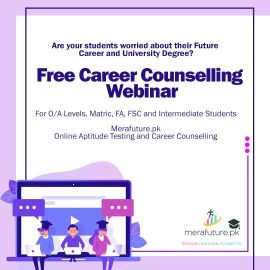 Are your students worried about their Future
Career and University Degree?
Free Career Counselling
Webinar
For O/A Levels, Matric, FA, FSC and Intermediate Students
Merafuture.pk
Online Aptitude Testing and Career Counselling
merafuture.pk